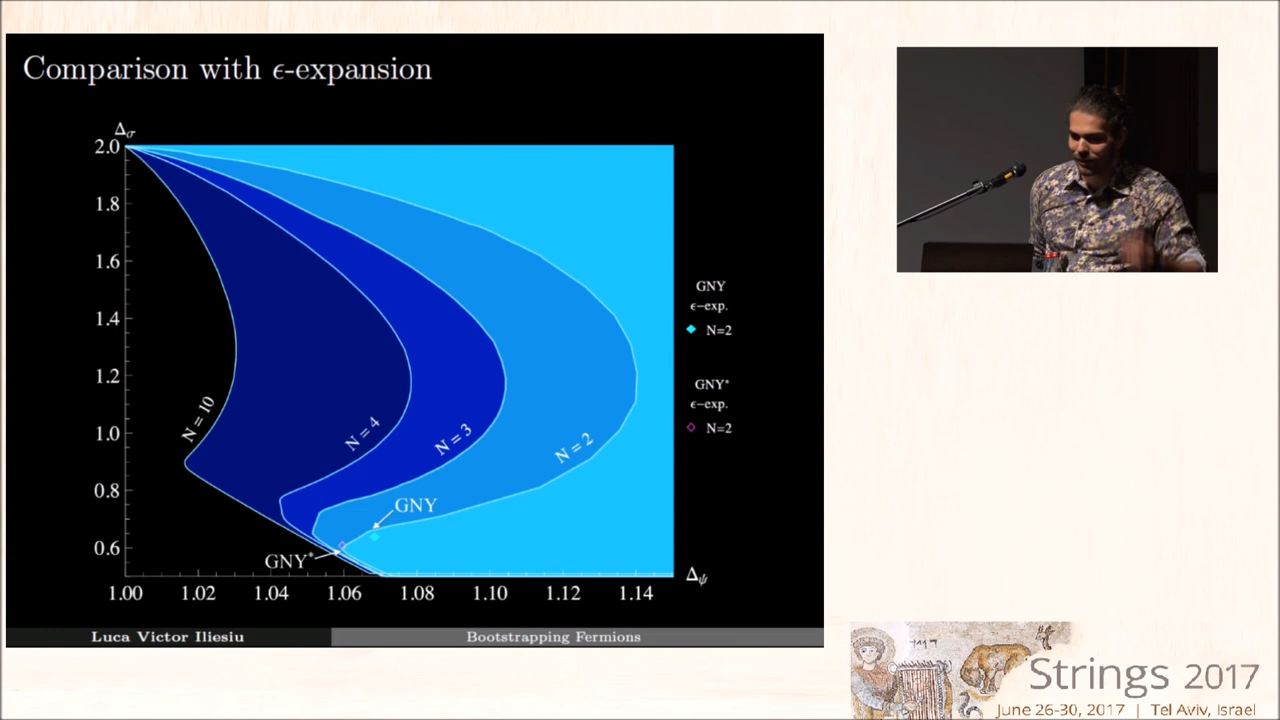 Comparison with ϵ-expansion
Δσ
2.0
1.8
1.6
1.4
1.2
1.0
0.8
0.6
N = 10
N = 4
N = 3
N = 2
GNY
GNY*
1.00 1.02 1.04 1.06 1.08 1.10 1.12 1.14
Δψ
GNY
ϵ−exp.
N=2
GNY*
ϵ−exp.
N=2
Luca Victor Iliesiu
Bootstrapping Fermions
Strings 2017
June 26-30, 2017 | Tel Aviv, Israel